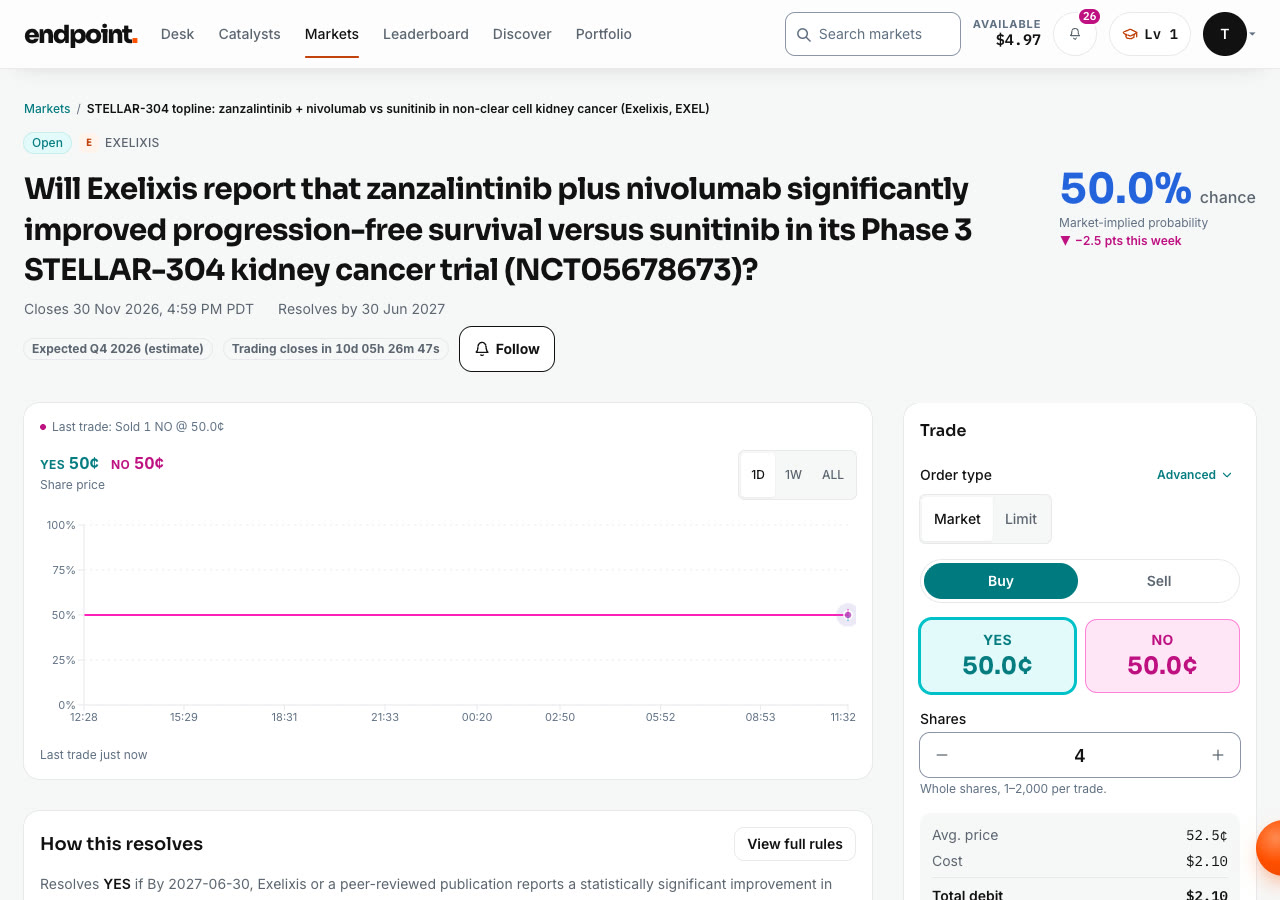 endpoint.
Desk
Catalysts
Markets
Leaderboard
Discover
Portfolio
Search markets
AVAILABLE
$4.97
26
Lv 1
T
Markets / STELLAR-304 topline: zanzalintinib + nivolumab vs sunitinib in non-clear cell kidney cancer (Exelixis, EXEL)
Open
E EXELIXIS
Will Exelixis report that zanzalintinib plus nivolumab significantly
improved progression-free survival versus sunitinib in its Phase 3
STELLAR-304 kidney cancer trial (NCT05678673)?
50.0% chance
Market-implied probability
▼ −2.5 pts this week
Closes 30 Nov 2026, 4:59 PM PDT
Resolves by 30 Jun 2027
Expected Q4 2026 (estimate)
Trading closes in 10d 05h 26m 47s
Follow
Last trade: Sold 1 NO @ 50.0¢
YES 50¢ NO 50¢
Share price
1D
1W
ALL
100%
75%
50%
25%
0%
12:28
15:29
18:31
21:33
00:20
02:50
05:52
08:53
11:32
Last trade just now
How this resolves
View full rules
Resolves YES if By 2027-06-30, Exelixis or a peer-reviewed publication reports a statistically significant improvement in
Trade
Order type
Advanced
Market
Limit
Buy
Sell
YES
50.0¢
NO
50.0¢
Shares
− 4 +
Whole shares, 1–2,000 per trade.
Avg. price 52.5¢
Cost $2.10
Total debit $2.10